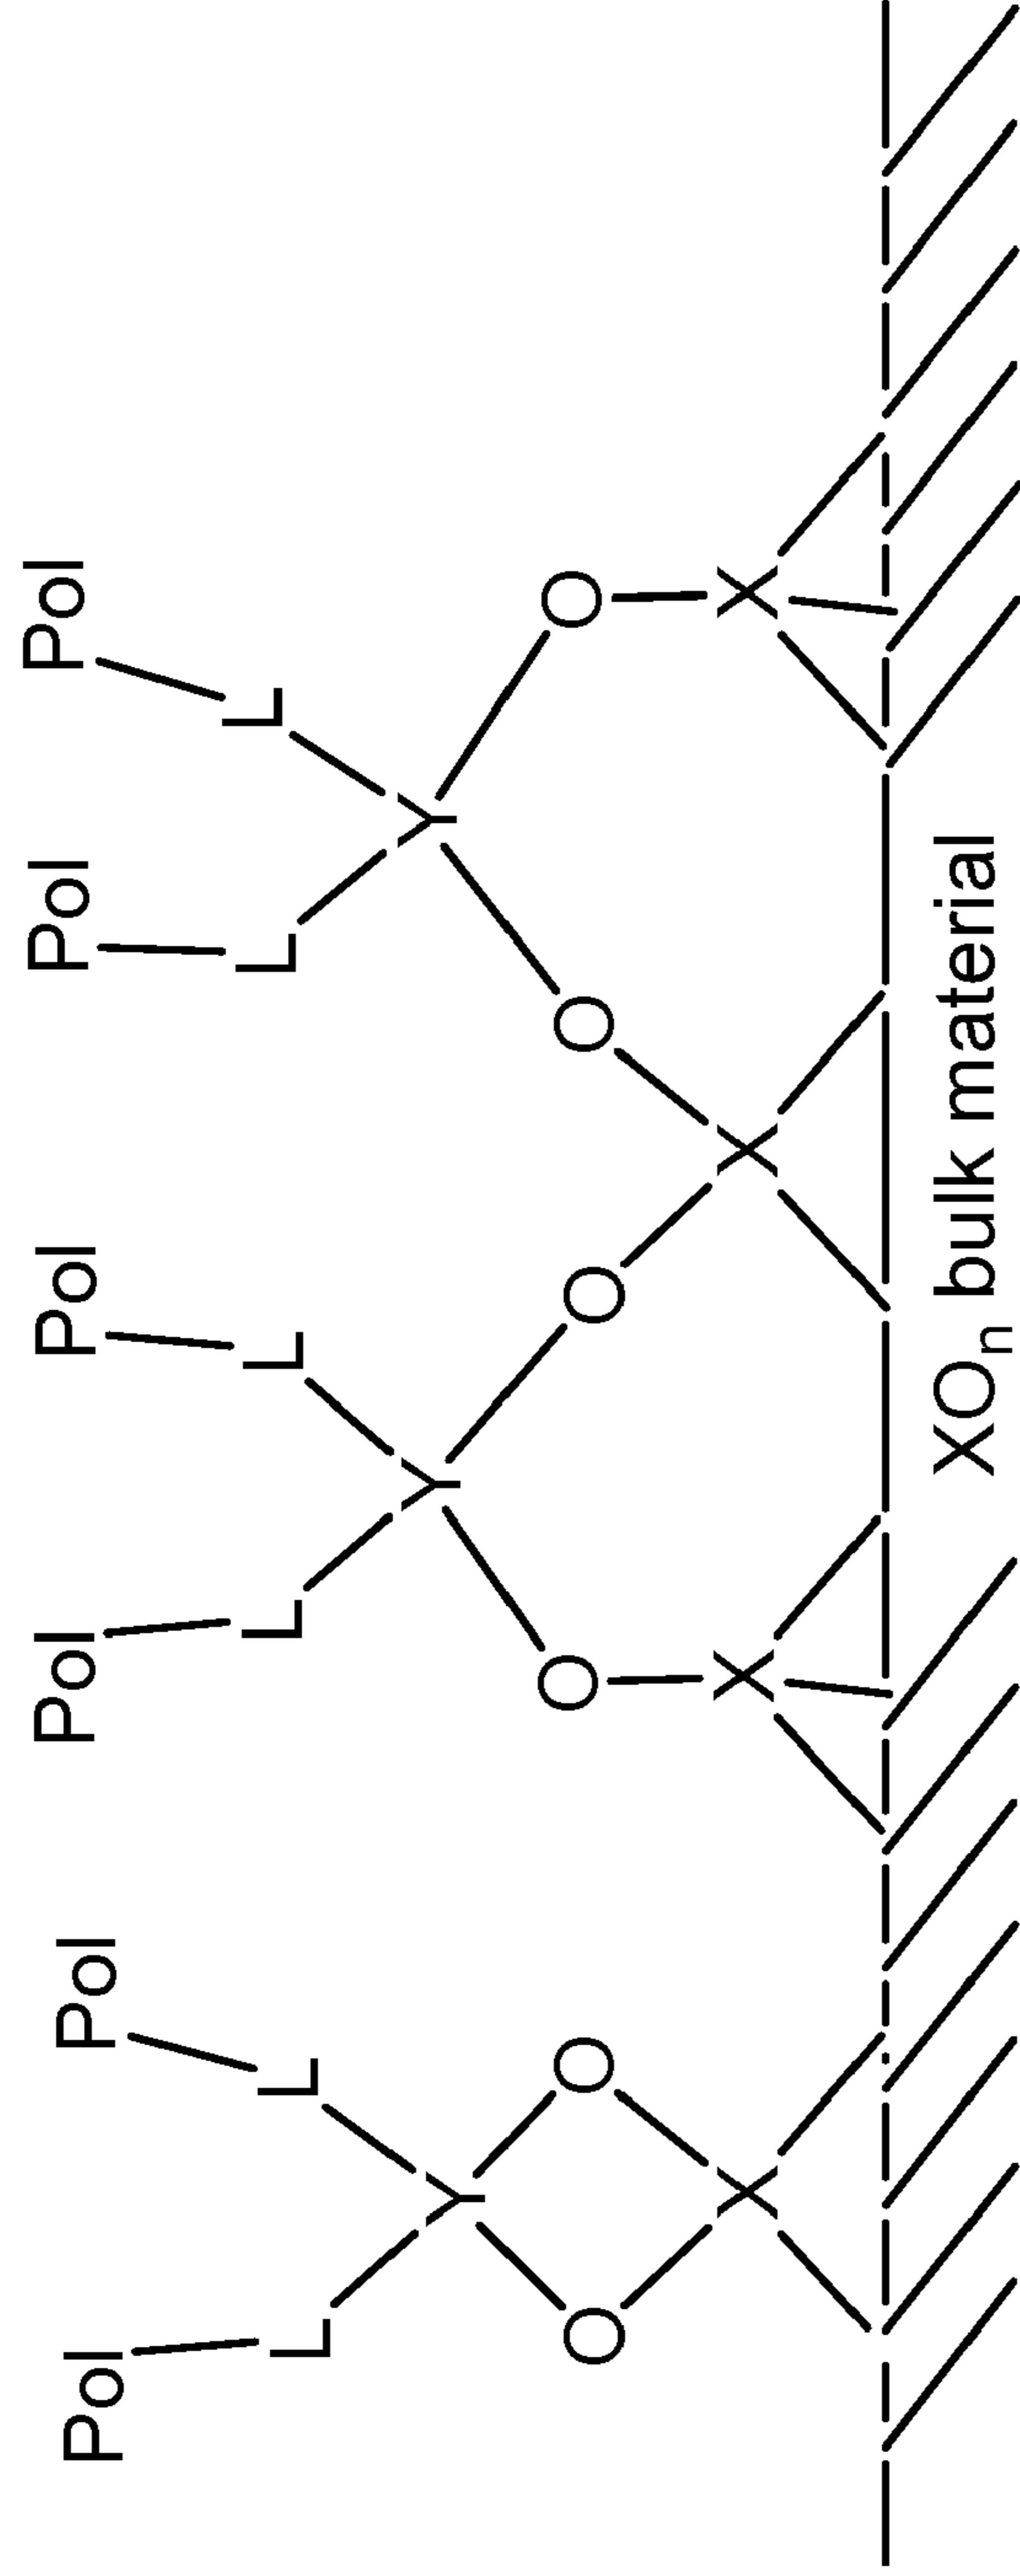 Pol Pol Pol Pol Pol Pol
L L L L L L
Y Y Y
O O O O O O
X X X X
XOₙ bulk material